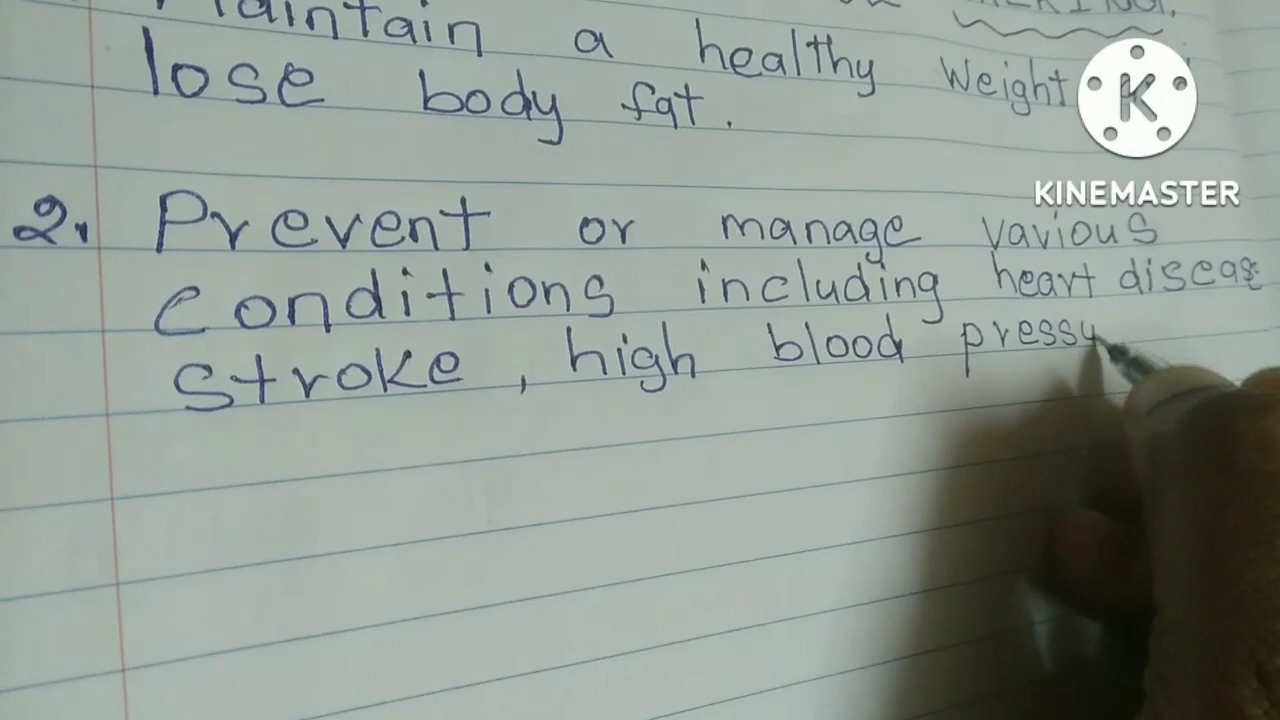 aintain a healthy Weight
lose body fat.
2. Prevent or manage various
conditions including heart disease
stroke, high blood pressu
K
KINEMASTER